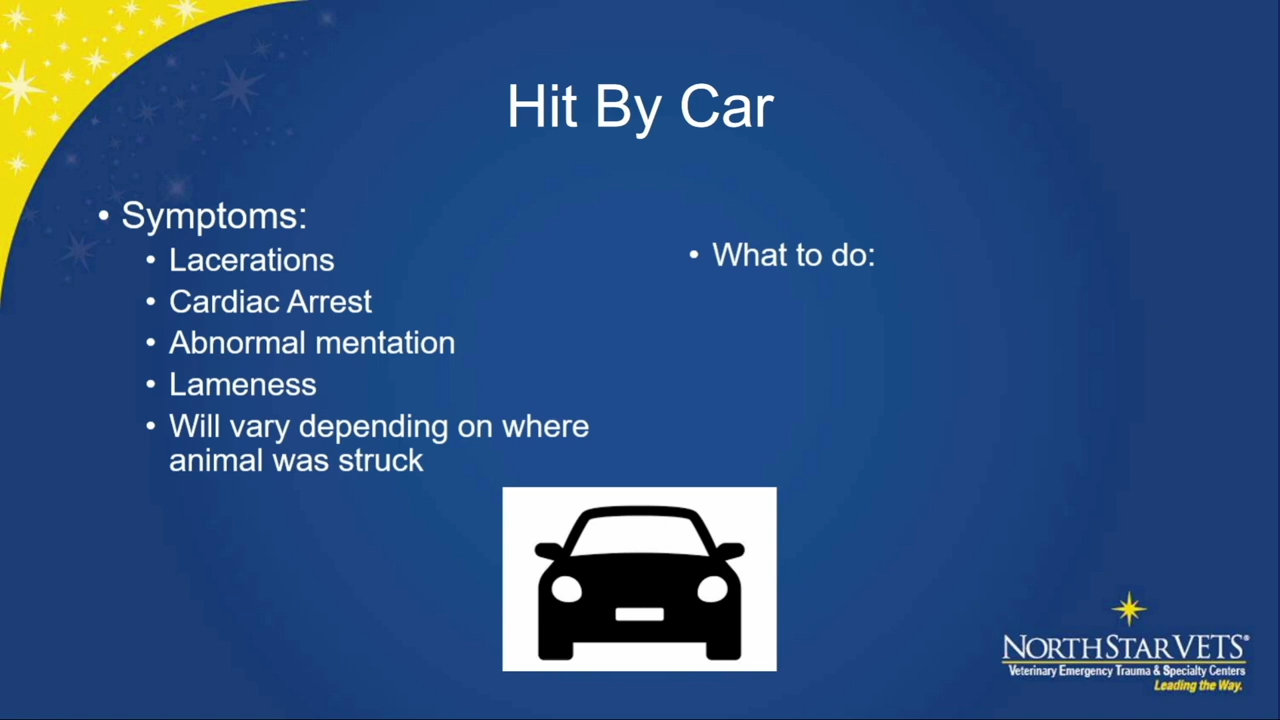 Hit By Car
• Symptoms:
• Lacerations
• Cardiac Arrest
• Abnormal mentation
• Lameness
• Will vary depending on where
animal was struck
• What to do:
NORTHSTARVETS®
Veterinary Emergency Trauma & Specialty Centers
Leading the Way.